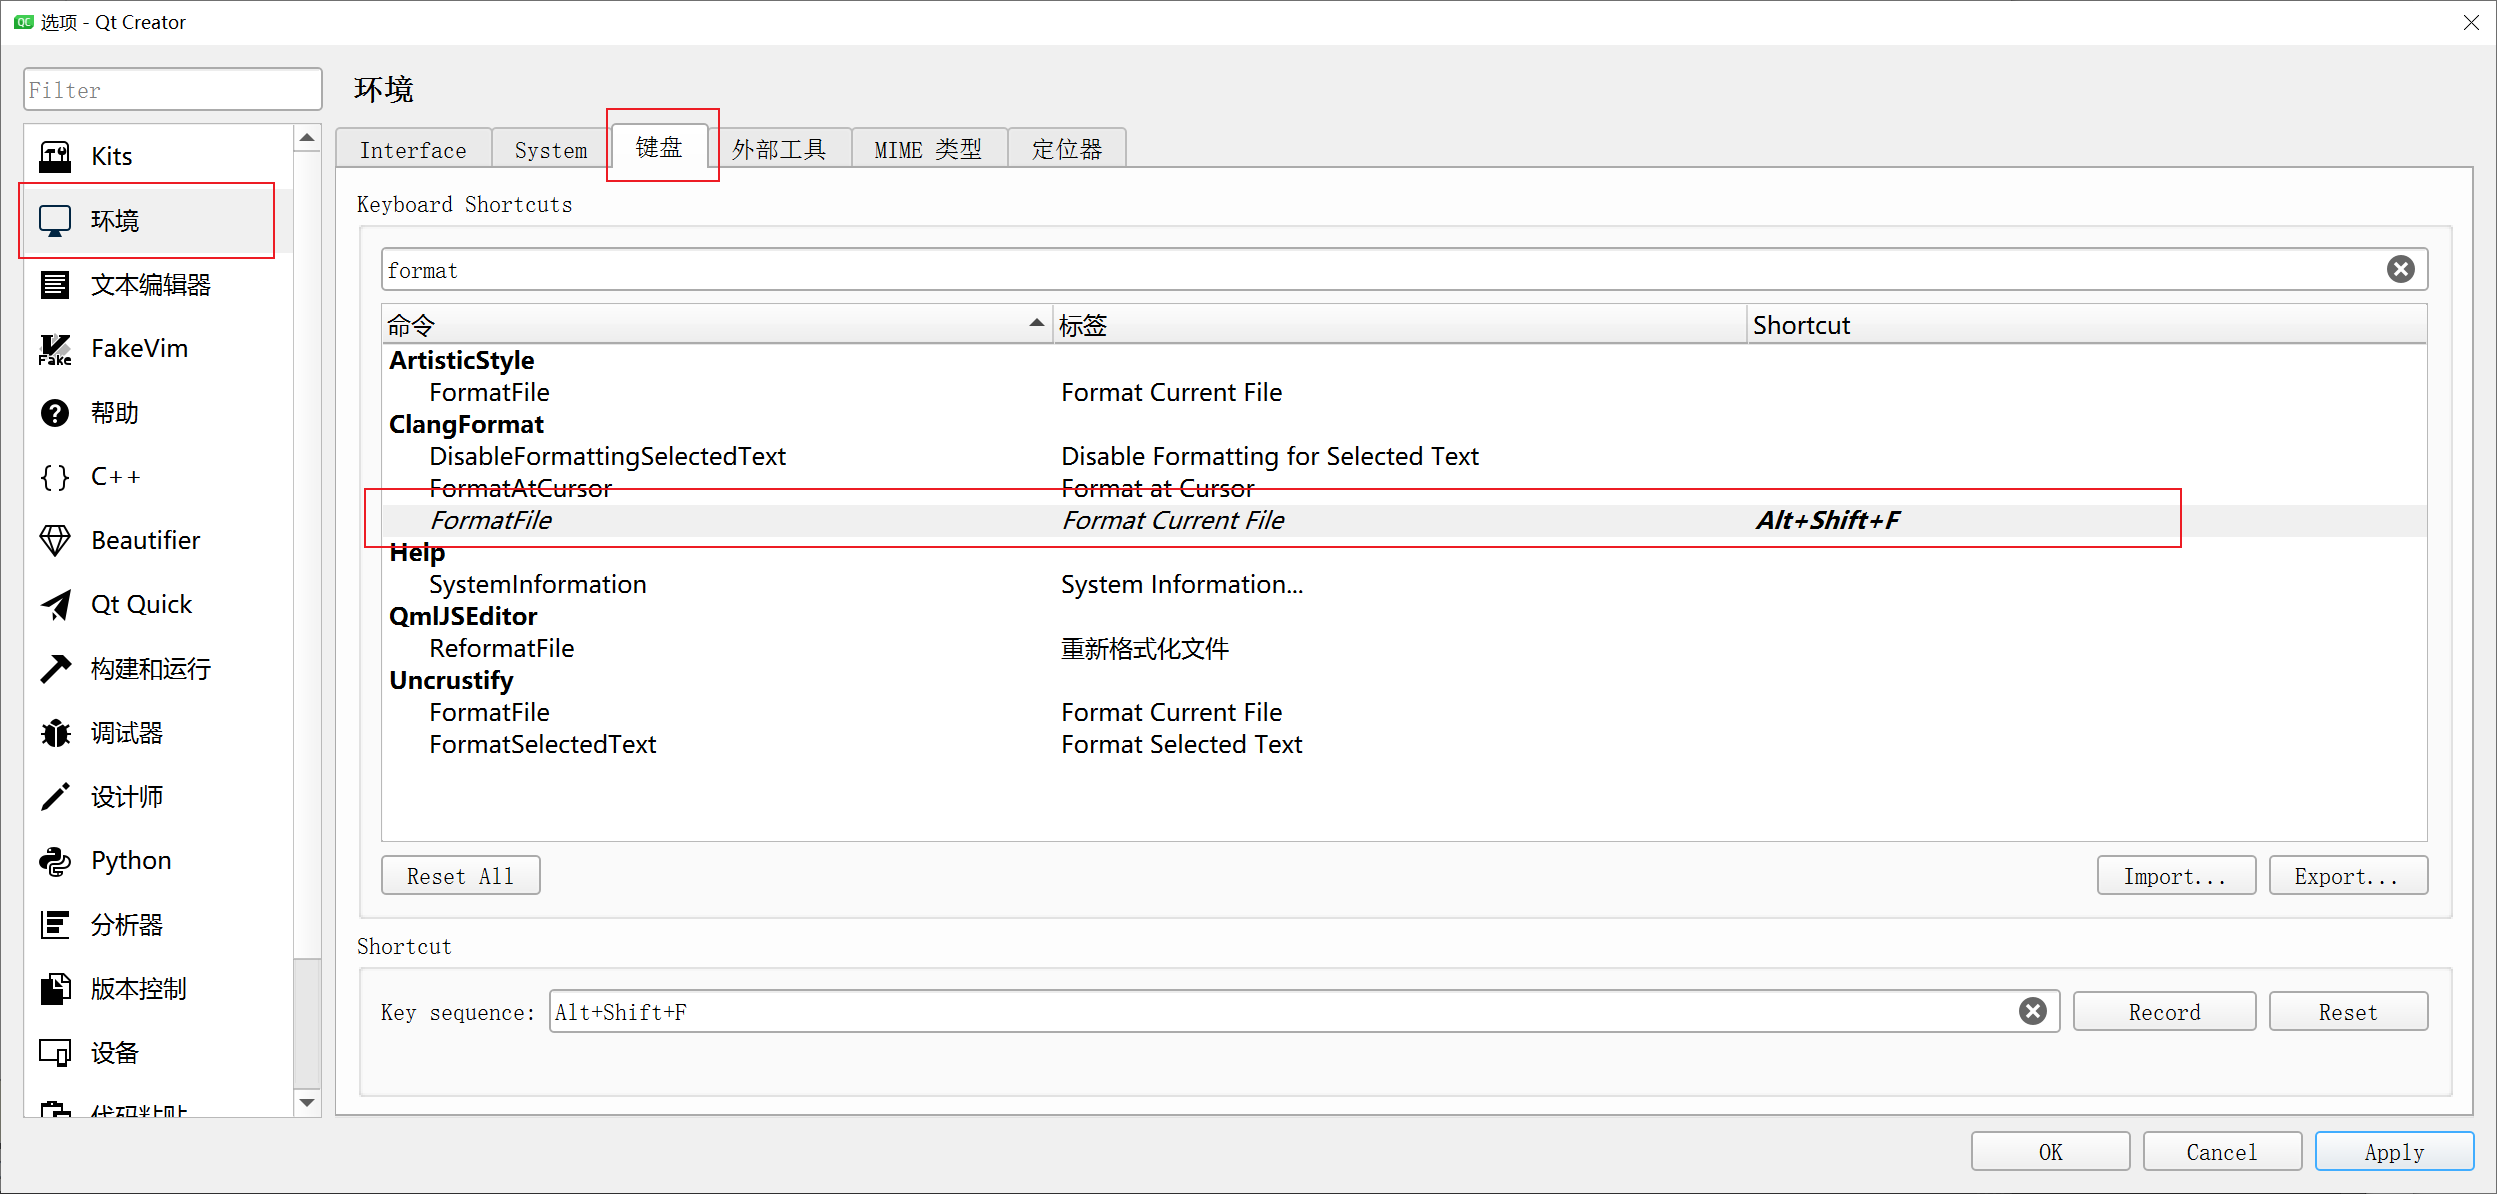 选项 - Qt Creator
Filter
Kits
环境
文本编辑器
FakeVim
帮助
C++
Beautifier
Qt Quick
构建和运行
调试器
设计师
Python
分析器
版本控制
设备
代码粘贴
环境
Interface System 键盘 外部工具 MIME 类型 定位器
Keyboard Shortcuts
format
命令 标签 Shortcut
ArtisticStyle
FormatFile Format Current File
ClangFormat
DisableFormattingSelectedText Disable Formatting for Selected Text
FormatAtCursor Format at Cursor
FormatFile Format Current File Alt+Shift+F
Help
SystemInformation System Information...
QmlJSEditor
ReformatFile 重新格式化文件
Uncrustify
FormatFile Format Current File
FormatSelectedText Format Selected Text
Reset All Import... Export...
Shortcut
Key sequence: Alt+Shift+F Record Reset
OK Cancel Apply